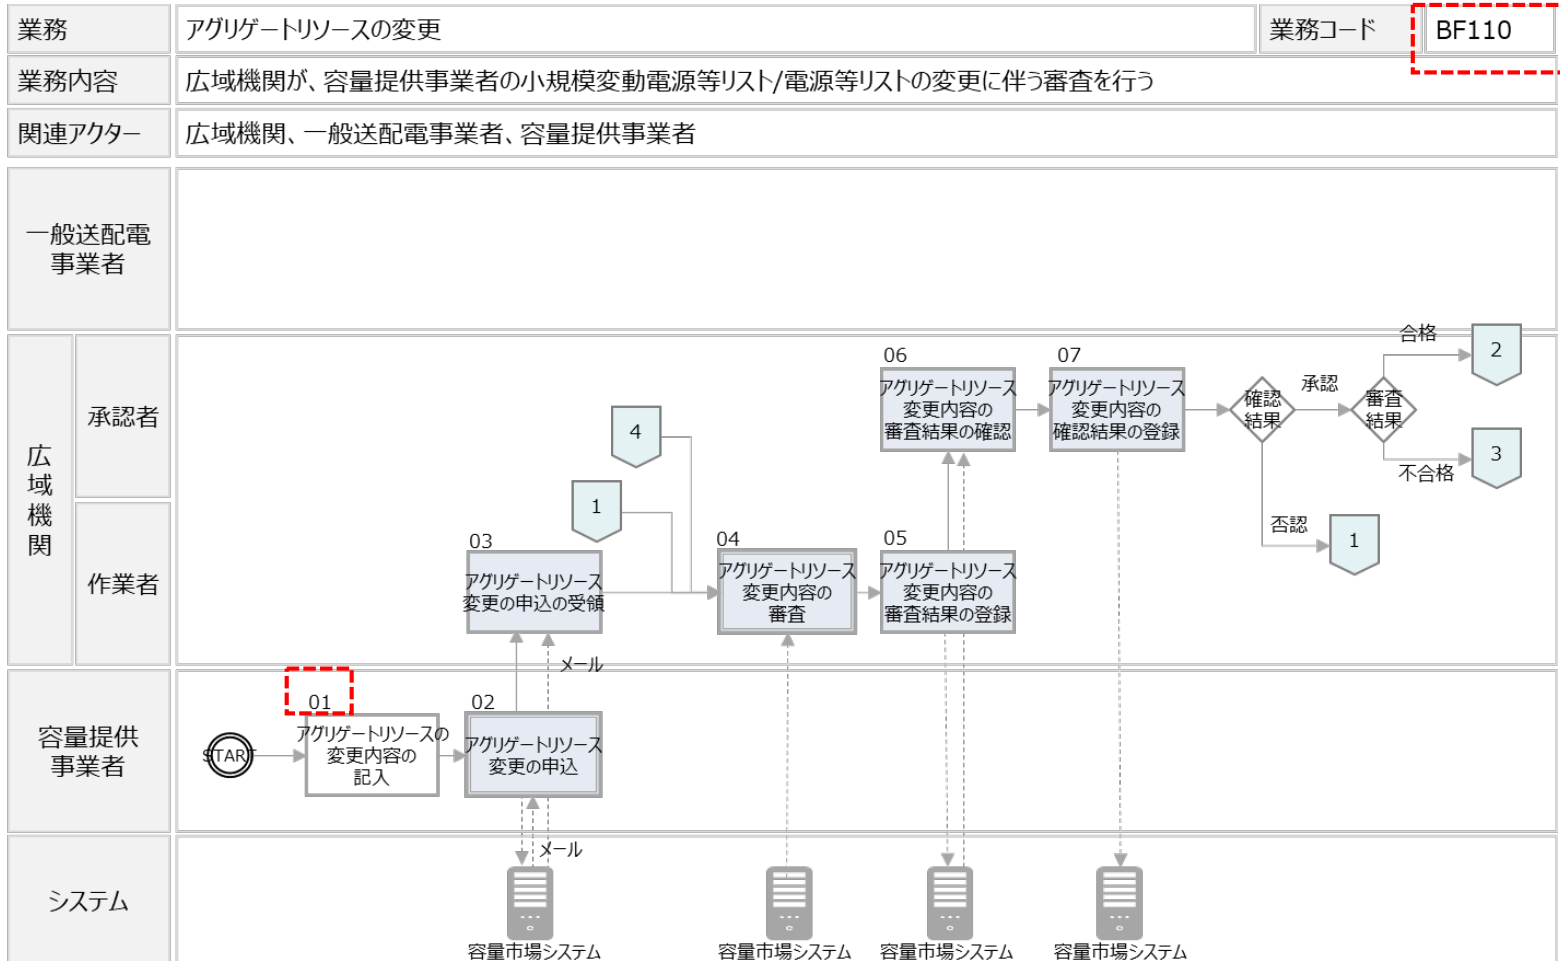 業務
アグリゲートリソースの変更
業務コード
BF110
業務内容
広域機関が、容量提供事業者の小規模変動電源等リスト/電源等リストの変更に伴う審査を行う
関連アクター
広域機関、一般送配電事業者、容量提供事業者
一般送配電
事業者
広域機関
承認者
作業者
06
アグリゲートリソース
変更内容の
審査結果の確認
07
アグリゲートリソース
変更内容の
確認結果の登録
確認
結果
承認
審査
結果
合格
2
不合格
3
否認
1
4
1
03
アグリゲートリソース
変更の申込の受領
04
アグリゲートリソース
変更内容の
審査
05
アグリゲートリソース
変更内容の
審査結果の登録
メール
容量提供
事業者
START
01
アグリゲートリソースの
変更内容の
記入
02
アグリゲートリソース
変更の申込
メール
システム
容量市場システム
容量市場システム
容量市場システム
容量市場システム